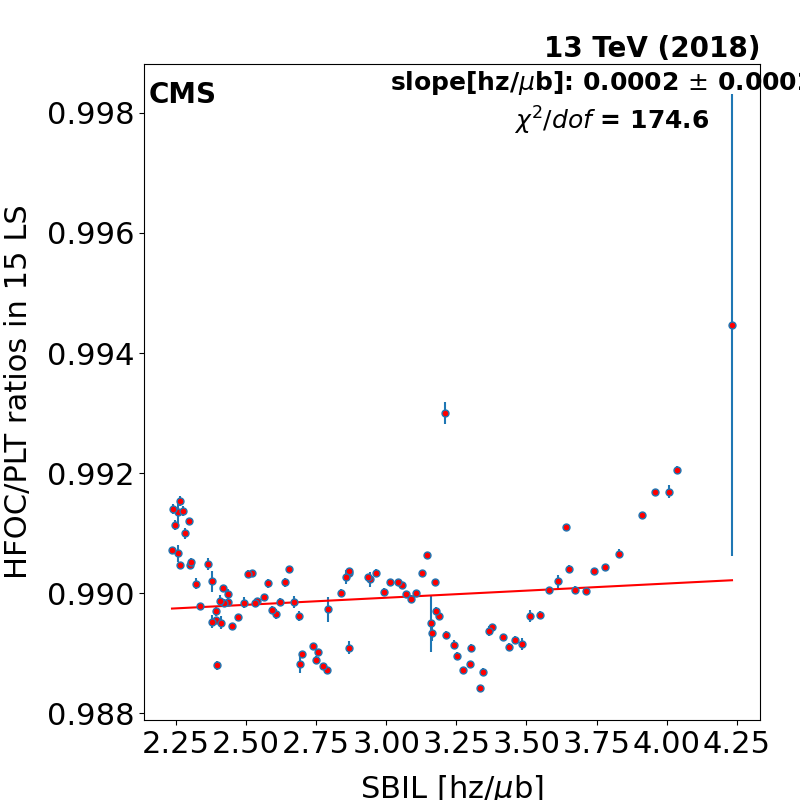 13 TeV (2018)
CMS
slope[hz/μb]: 0.0002 ± 0.000
χ²/dof = 174.6
0.998
0.996
0.994
0.992
0.990
0.988
HFOC/PLT ratios in 15 LS
2.25 2.50 2.75 3.00 3.25 3.50 3.75 4.00 4.25
SBIL [hz/μb]